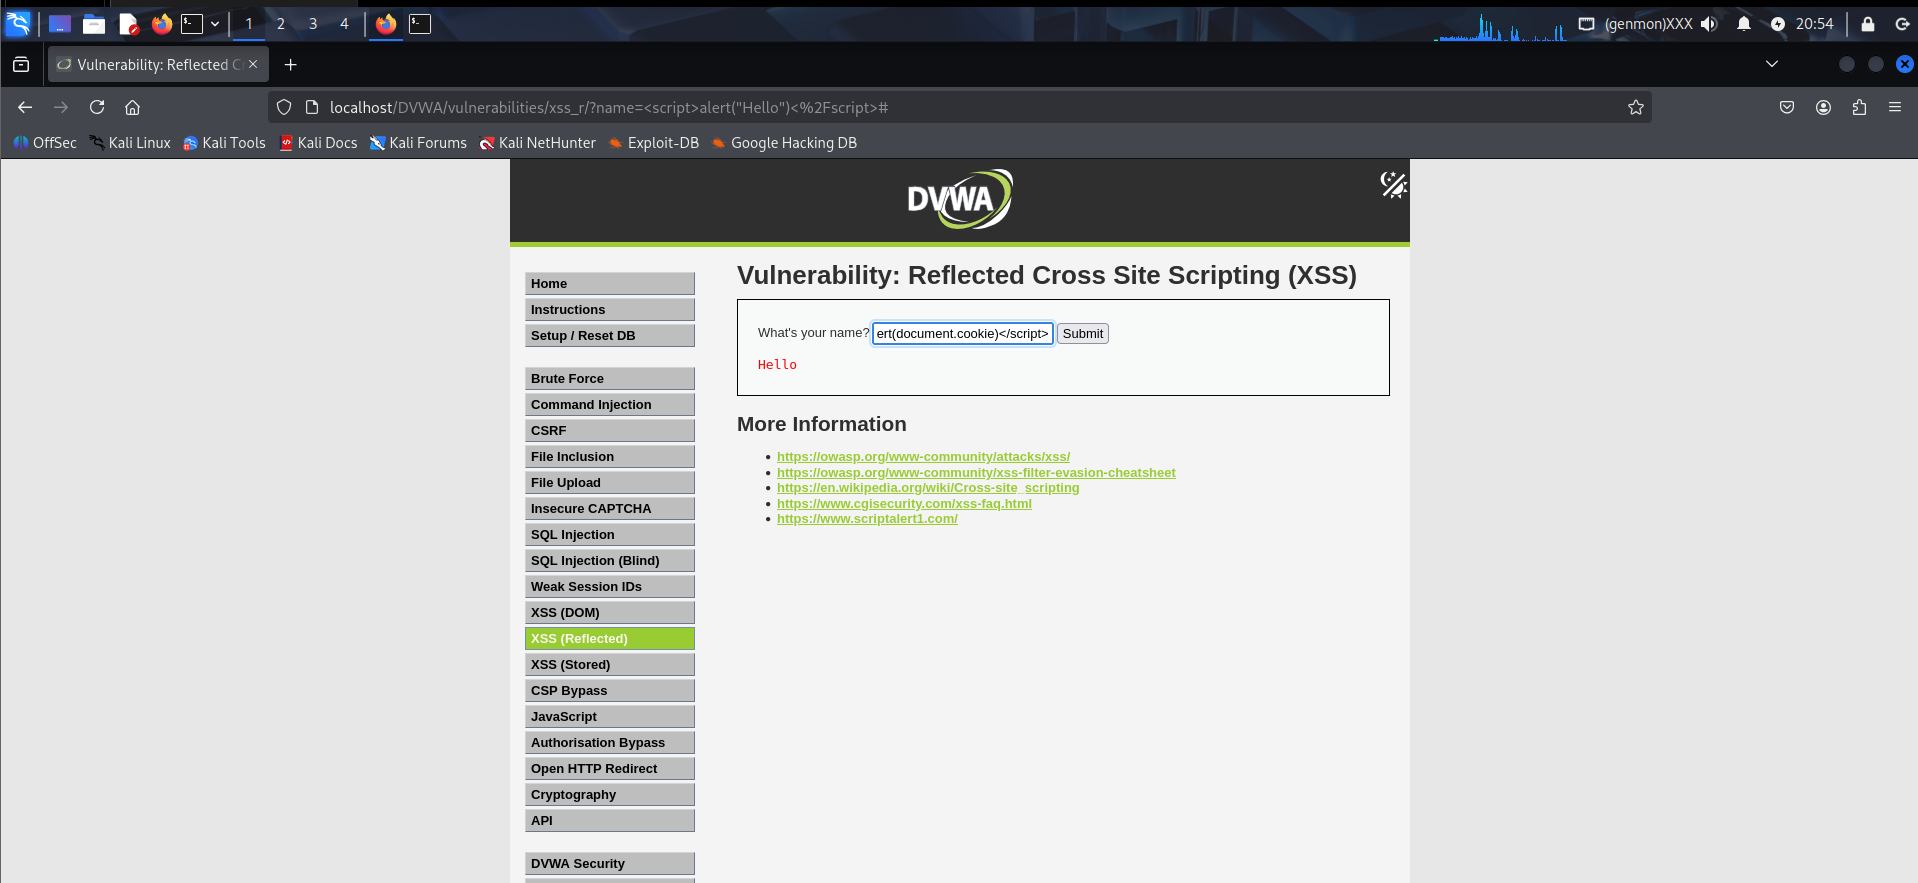 1 2 3 4 (genmon)XXX 20:54
Vulnerability: Reflected C
localhost/DVWA/vulnerabilities/xss_r/?name=<script>alert("Hello")<%2Fscript>#
OffSec Kali Linux Kali Tools Kali Docs Kali Forums Kali NetHunter Exploit-DB Google Hacking DB
DVWA
Home
Instructions
Setup / Reset DB
Brute Force
Command Injection
CSRF
File Inclusion
File Upload
Insecure CAPTCHA
SQL Injection
SQL Injection (Blind)
Weak Session IDs
XSS (DOM)
XSS (Reflected)
XSS (Stored)
CSP Bypass
JavaScript
Authorisation Bypass
Open HTTP Redirect
Cryptography
API
DVWA Security
Vulnerability: Reflected Cross Site Scripting (XSS)
What's your name? ert(document.cookie)</script> Submit
Hello
More Information
https://owasp.org/www-community/attacks/xss/
https://owasp.org/www-community/xss-filter-evasion-cheatsheet
https://en.wikipedia.org/wiki/Cross-site_scripting
https://www.cgisecurity.com/xss-faq.html
https://www.scriptalert1.com/